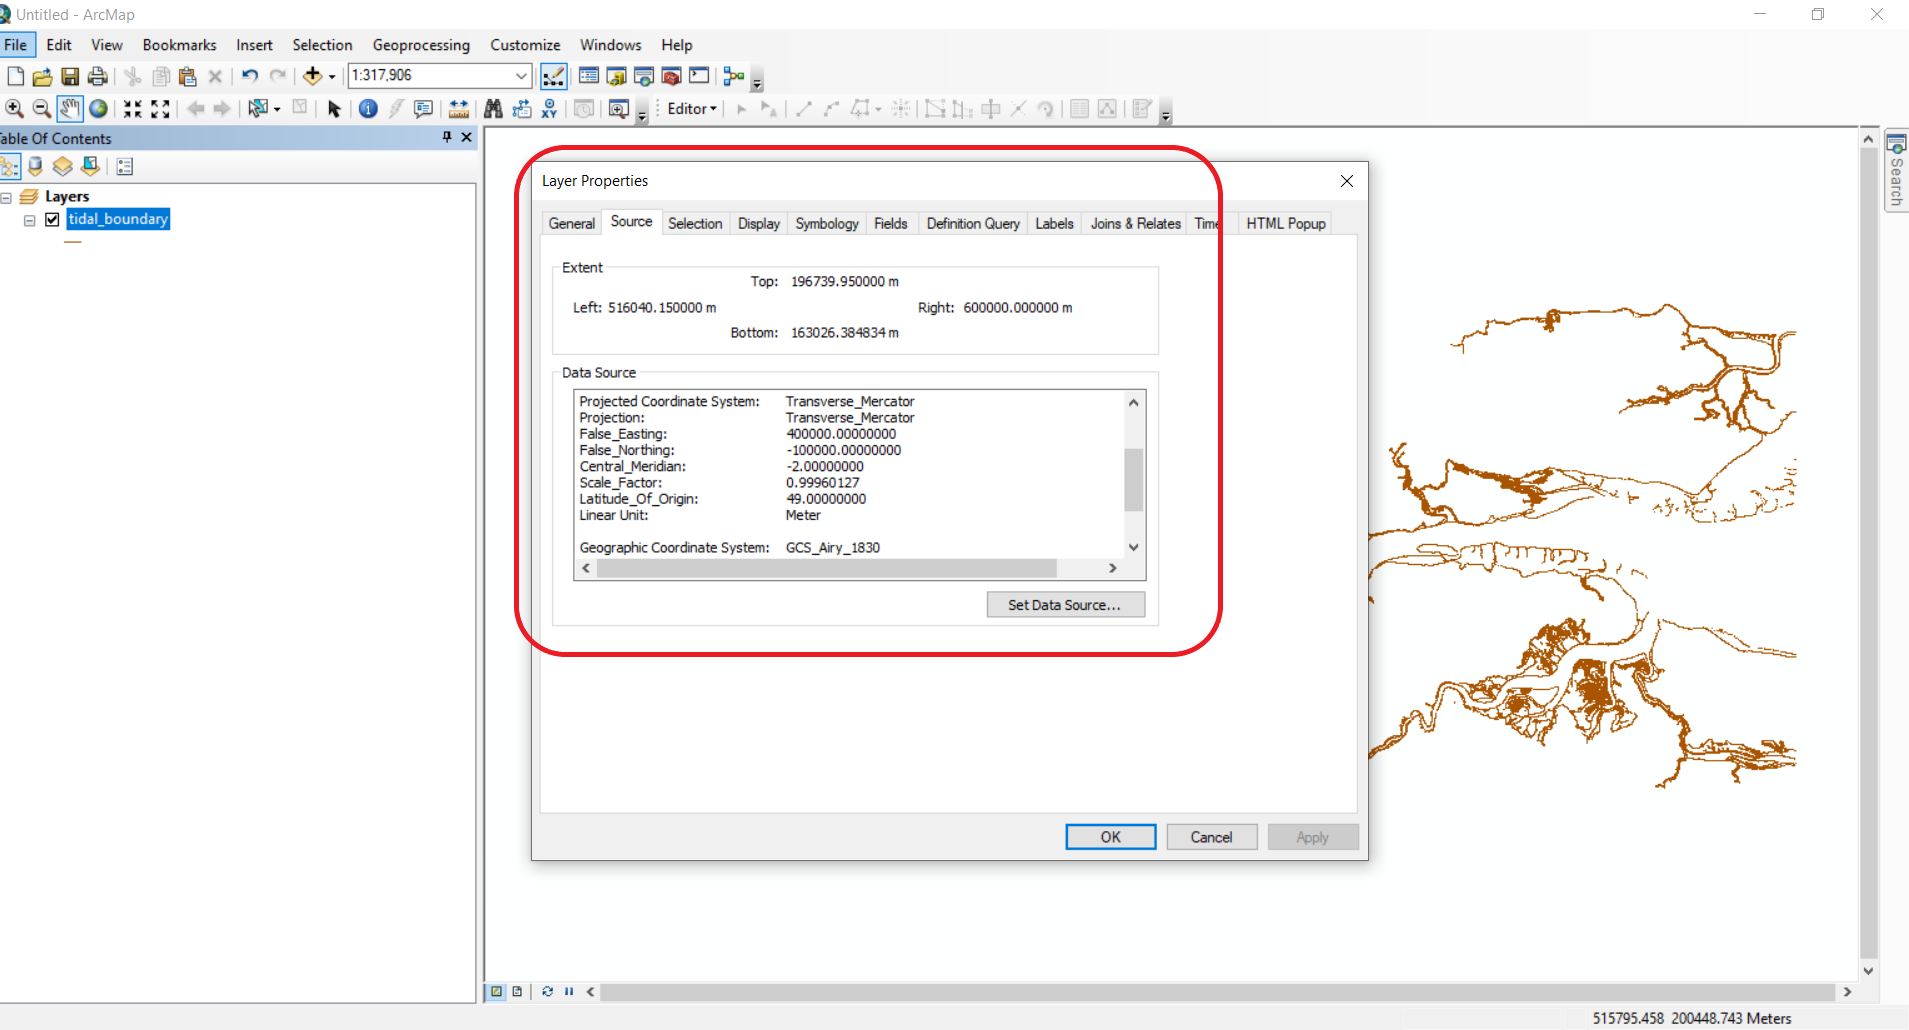 Untitled - ArcMap
File Edit View Bookmarks Insert Selection Geoprocessing Customize Windows Help
1:317,906
XY
Editor
able Of Contents
Layers
tidal_boundary
Search
Layer Properties
General Source Selection Display Symbology Fields Definition Query Labels Joins & Relates Time HTML Popup
Extent
Top: 196739.950000 m
Left: 516040.150000 m Right: 600000.000000 m
Bottom: 163026.384834 m
Data Source
Projected Coordinate System: Transverse_Mercator
Projection: Transverse_Mercator
False_Easting: 400000.00000000
False_Northing: -100000.00000000
Central_Meridian: -2.00000000
Scale_Factor: 0.99960127
Latitude_Of_Origin: 49.00000000
Linear Unit: Meter
Geographic Coordinate System: GCS_Airy_1830
Set Data Source...
OK Cancel Apply
515795.458 200448.743 Meters